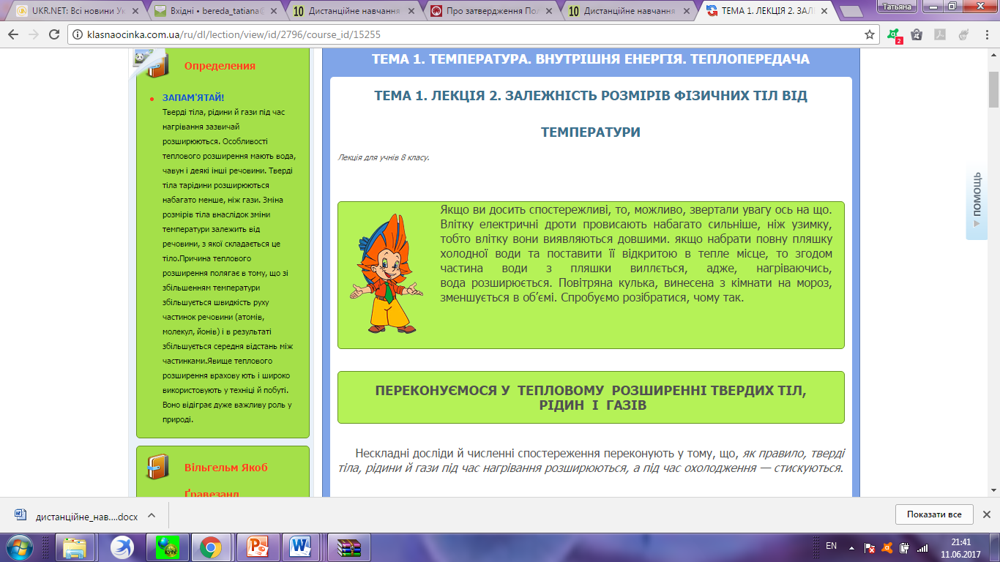 UKR.NET: Всі новини Ук
Вхідні • bereda_tatiana@
Дистанційне навчання
Про затвердження Пол
Дистанційне навчання
ТЕМА 1. ЛЕКЦІЯ 2. ЗАЛ
Татьяна
klasnaocinka.com.ua/ru/dl/lection/view/id/2796/course_id/15255
2
Определения
ЗАПАМ'ЯТАЙ!
Тверді тіла, рідини й гази під час
нагрівання зазвичай
розширюються. Особливості
теплового розширення мають вода,
чавун і деякі інші речовини. Тверді
тіла тарідини розширюються
набагато менше, ніж гази. Зміна
розмірів тіла внаслідок зміни
температури залежить від
речовини, з якої складається це
тіло.Причина теплового
розширення полягає в тому, що зі
збільшенням температури
збільшується швидкість руху
частинок речовини (атомів,
молекул, йонів) і в результаті
збільшується середня відстань між
частинками.Явище теплового
розширення врахову ють і широко
використовують у техніці й побуті.
Воно відіграє дуже важливу роль у
природі.
Вільгельм Якоб
Ґравезанд
ТЕМА 1. ТЕМПЕРАТУРА. ВНУТРІШНЯ ЕНЕРГІЯ. ТЕПЛОПЕРЕДАЧА
ТЕМА 1. ЛЕКЦІЯ 2. ЗАЛЕЖНІСТЬ РОЗМІРІВ ФІЗИЧНИХ ТІЛ ВІД
ТЕМПЕРАТУРИ
Лекція для учнів 8 класу.
Якщо ви досить спостережливі, то, можливо, звертали увагу ось на що.
Влітку електричні дроти провисають набагато сильніше, ніж узимку,
тобто влітку вони виявляються довшими. якщо набрати повну пляшку
холодної води та поставити її відкритою в тепле місце, то згодом
частина води з пляшки виллється, адже, нагріваючись,
вода розширюється. Повітряна кулька, винесена з кімнати на мороз,
зменшується в об’ємі. Спробуємо розібратися, чому так.
ПЕРЕКОНУЄМОСЯ У ТЕПЛОВОМУ РОЗШИРЕННІ ТВЕРДИХ ТІЛ,
РІДИН І ГАЗІВ
Нескладні досліди й численні спостереження переконують у тому, що, як правило, тверді
тіла, рідини й гази під час нагрівання розширюються, а під час охолодження — стискуються.
ПОМОЩЬ
дистанційне_нав....docx
Показати все
EN
21:41
11.06.2017